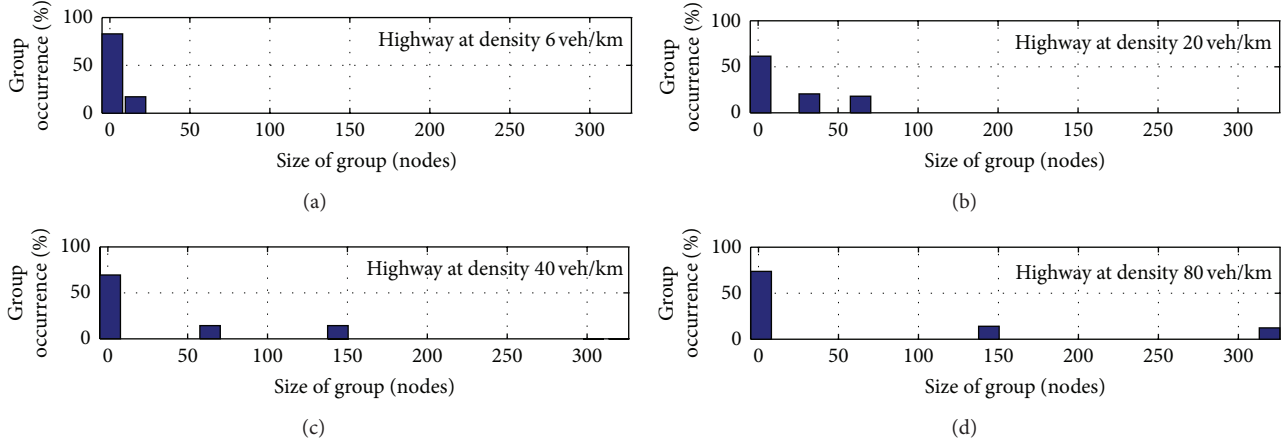 Group
occurrence (%)
100
50
0
Highway at density 6 veh/km
0 50 100 150 200 250 300
Size of group (nodes)
(a)
Group
occurrence (%)
100
50
0
Highway at density 20 veh/km
0 50 100 200 250 300
Size of group (nodes)
(b)
Group
occurrence (%)
100
50
0
Highway at density 40 veh/km
0 50 100 150 200 250 300
Size of group (nodes)
(c)
Group
occurrence (%)
100
50
0
Highway at density 80 veh/km
0 50 100 150 200 250 300
Size of group (nodes)
(d)